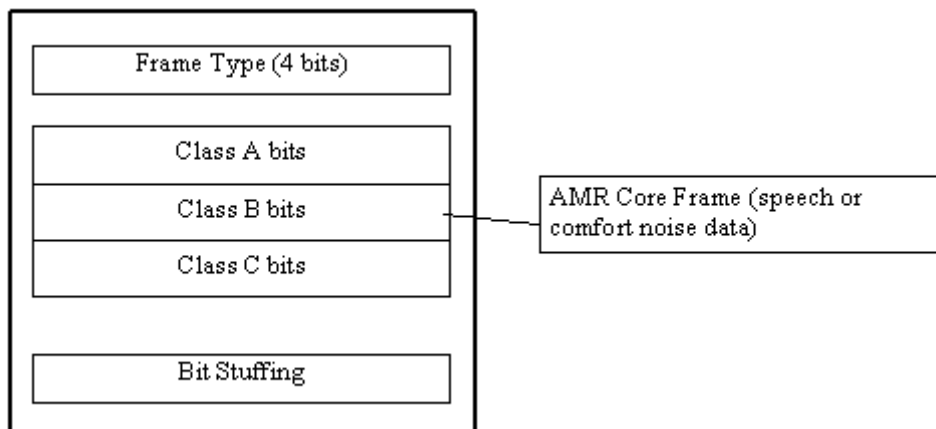 Frame Type (4 bits)
Class A bits
Class B bits
Class C bits
AMR Core Frame (speech or
comfort noise data)
Bit Stuffing